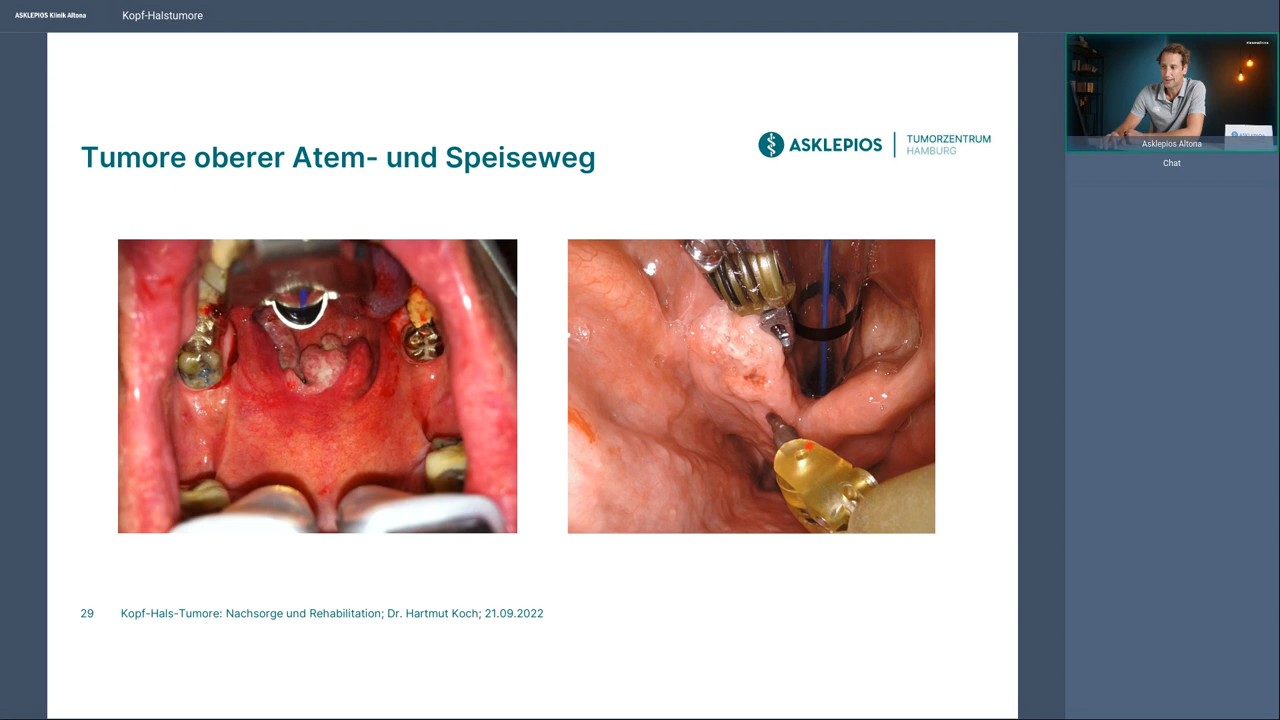 ASKLEPIOS Klinik Altona
Kopf-Halstumore
Tumore oberer Atem- und Speiseweg
ASKLEPIOS
TUMORZENTRUM
HAMBURG
29
Kopf-Hals-Tumore: Nachsorge und Rehabilitation; Dr. Hartmut Koch; 21.09.2022
Asklepios Altona
Chat